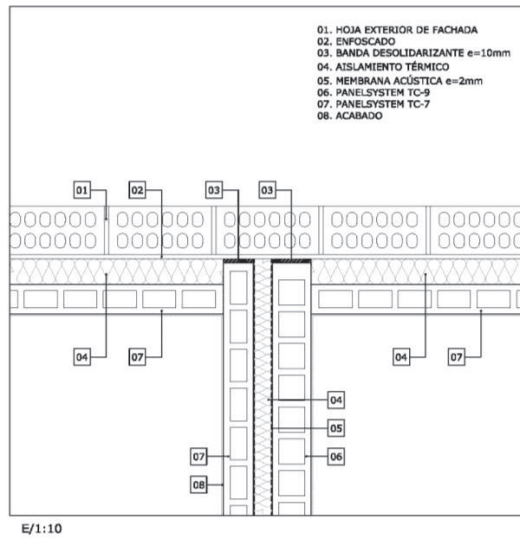 01. HOJA EXTERIOR DE FACHADA
02. ENFOSCADO
03. BANDA DESOLIDARIZANTE e=10mm
04. AISLAMIENTO TÉRMICO
05. MEMBRANA ACÚSTICA e=2mm
06. PANELSYSTEM TC-9
07. PANELSYSTEM TC-7
08. ACABADO
01 02 03 03
04 07 04 07
04
05
07 06
08
E/1:10